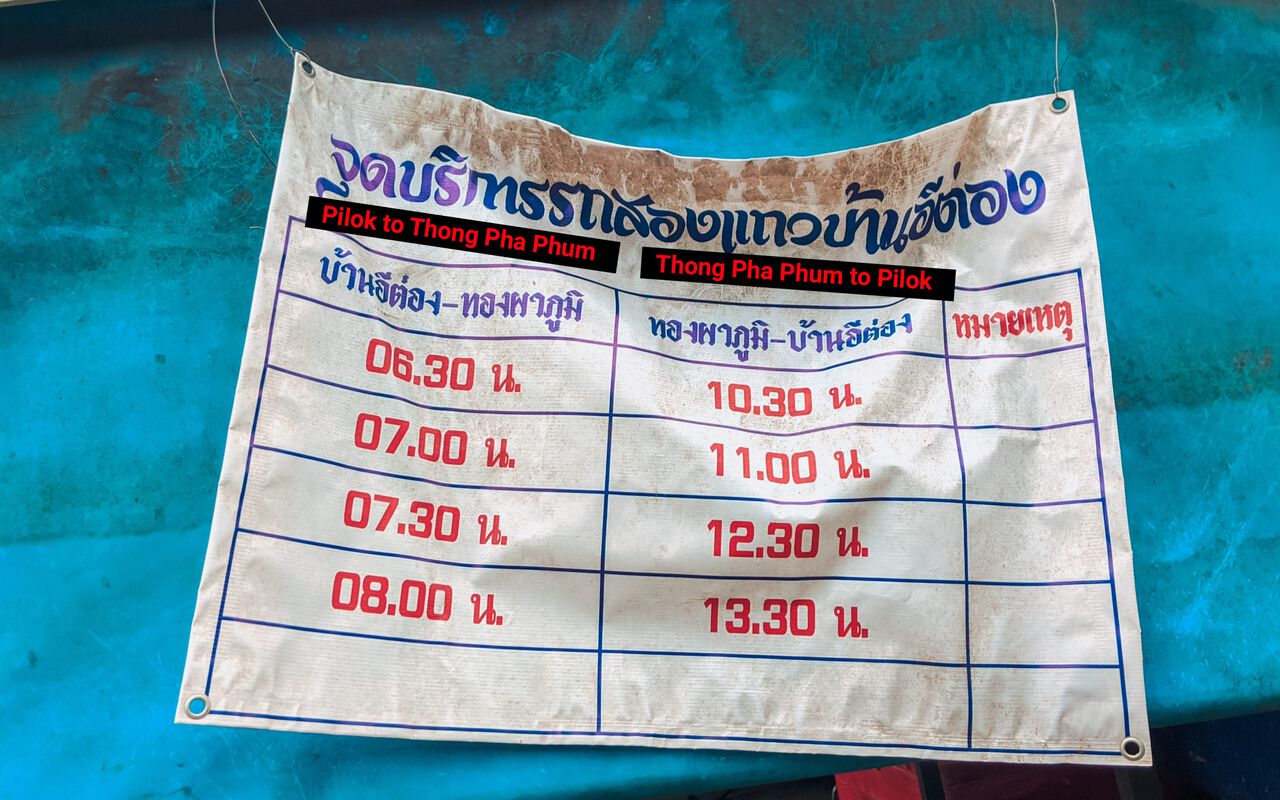 จุดบริการรถสองแถวบ้านอีต่อง
Pilok to Thong Pha Phum
Thong Pha Phum to Pilok
บ้านอีต่อง-ทองผาภูมิ ทองผาภูมิ-บ้านอีต่อง หมายเหตุ
06.30 น. 10.30 น.
07.00 น. 11.00 น.
07.30 น. 12.30 น.
08.00 น. 13.30 น.